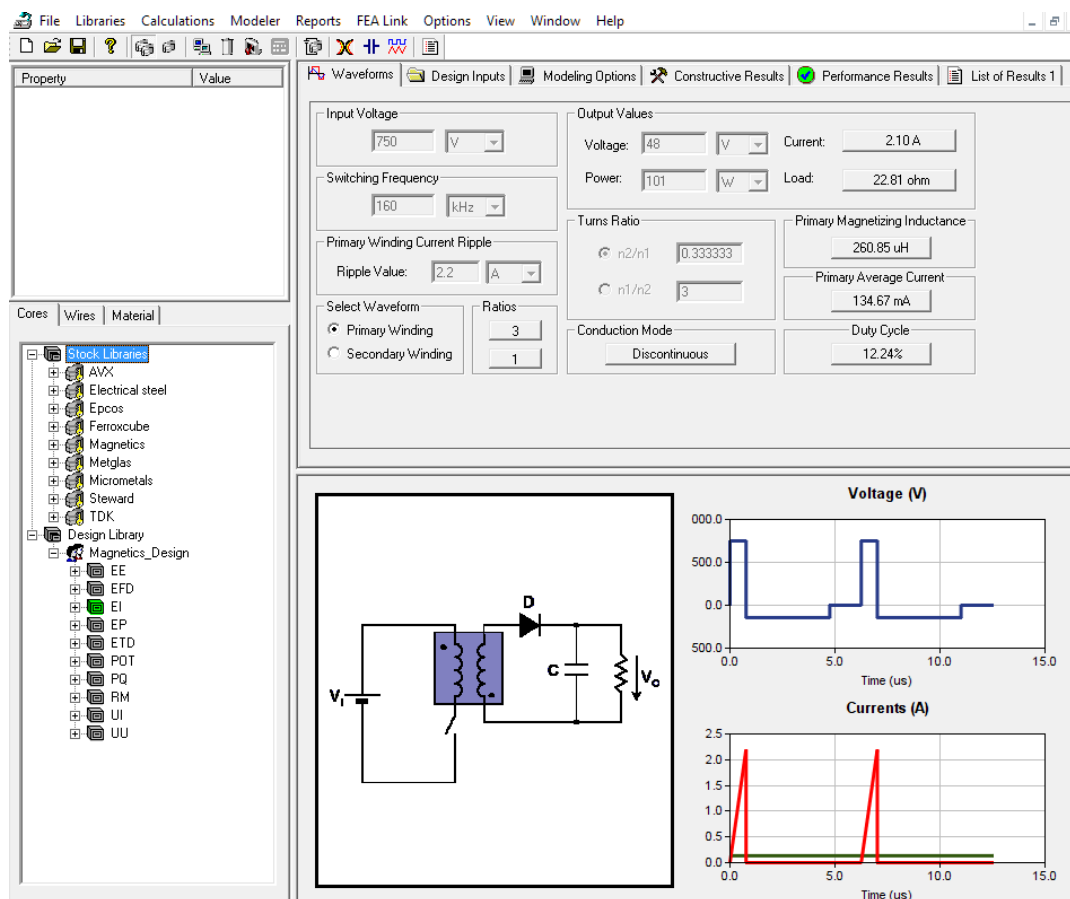 File Libraries Calculations Modeler Reports FEA Link Options View Window Help
Property Value
Waveforms Design Inputs Modeling Options Constructive Results Performance Results List of Results 1
Input Voltage
750 V
Switching Frequency
160 kHz
Primary Winding Current Ripple
Ripple Value: 2.2 A
Select Waveform
Primary Winding
Secondary Winding
Ratios
3
1
Output Values
Voltage: 48 V Current: 2.10 A
Power: 101 W Load: 22.81 ohm
Turns Ratio
n2/n1 0.333333
n1/n2 3
Primary Magnetizing Inductance
260.85 uH
Primary Average Current
134.67 mA
Conduction Mode
Discontinuous
Duty Cycle
12.24%
Cores Wires Material
Stock Libraries
AVX
Electrical steel
Epcos
Ferroxcube
Magnetics
Metglas
Micrometals
Steward
TDK
Design Library
Magnetics_Design
EE
EFD
EI
EP
ETD
POT
PQ
RM
UI
UU
D
C
VI
Vo
Voltage (V)
000.0
500.0
0.0
500.0
0.0 5.0 10.0 15.0
Time (us)
Currents (A)
2.5
2.0
1.5
1.0
0.5
0.0
0.0 5.0 10.0 15.0
Time (us)